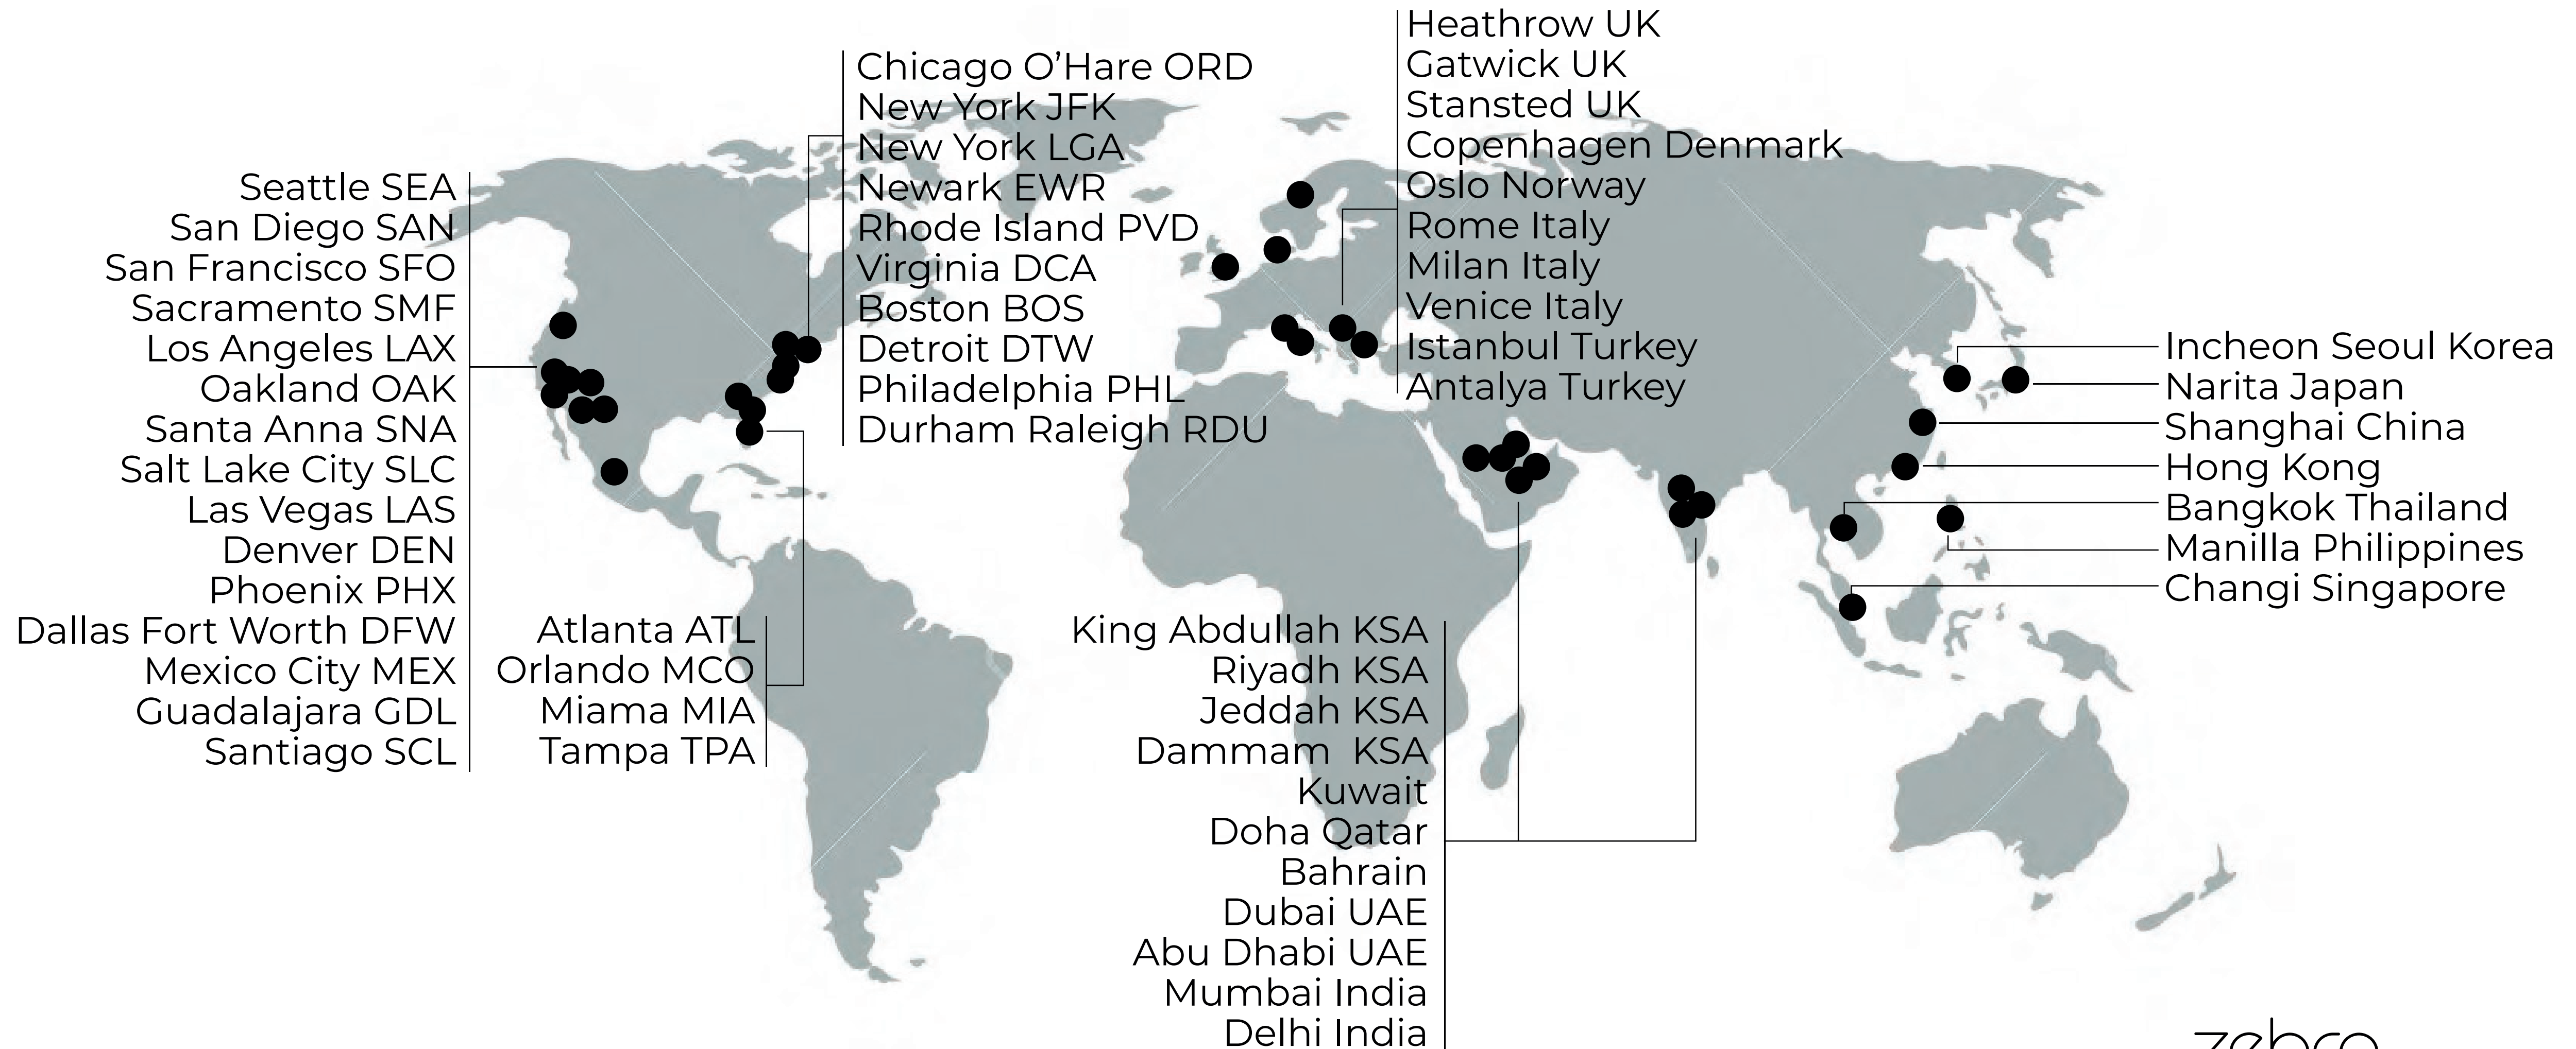 Seattle SEA
San Diego SAN
San Francisco SFO
Sacramento SMF
Los Angeles LAX
Oakland OAK
Santa Anna SNA
Salt Lake City SLC
Las Vegas LAS
Denver DEN
Phoenix PHX
Dallas Fort Worth DFW
Mexico City MEX
Guadalajara GDL
Santiago SCL
Atlanta ATL
Orlando MCO
Miama MIA
Tampa TPA
Chicago O’Hare ORD
New York JFK
New York LGA
Newark EWR
Rhode Island PVD
Virginia DCA
Boston BOS
Detroit DTW
Philadelphia PHL
Durham Raleigh RDU
Heathrow UK
Gatwick UK
Stansted UK
Copenhagen Denmark
Oslo Norway
Rome Italy
Milan Italy
Venice Italy
Istanbul Turkey
Antalya Turkey
King Abdullah KSA
Riyadh KSA
Jeddah KSA
Dammam KSA
Kuwait
Doha Qatar
Bahrain
Dubai UAE
Abu Dhabi UAE
Mumbai India
Delhi India
Incheon Seoul Korea
Narita Japan
Shanghai China
Hong Kong
Bangkok Thailand
Manilla Philippines
Changi Singapore